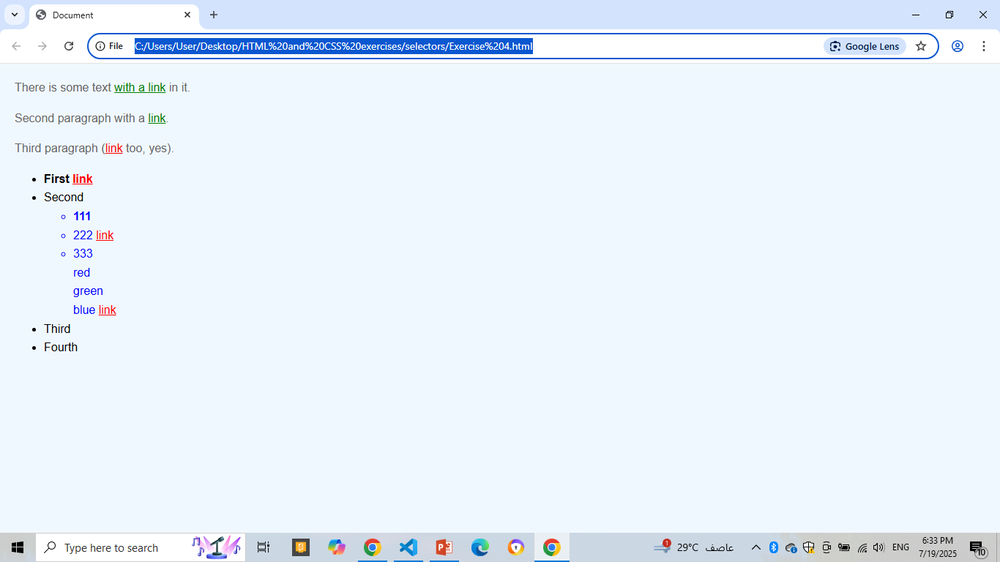 Document
File C:/Users/User/Desktop/HTML%20and%20CSS%20exercises/selectors/Exercise%204.html Google Lens
There is some text with a link in it.
Second paragraph with a link.
Third paragraph (link too, yes).
First link
Second
111
222 link
333
red
green
blue link
Third
Fourth
Type here to search
1
29°C عاصف
ENG
6:33 PM
7/19/2025
10